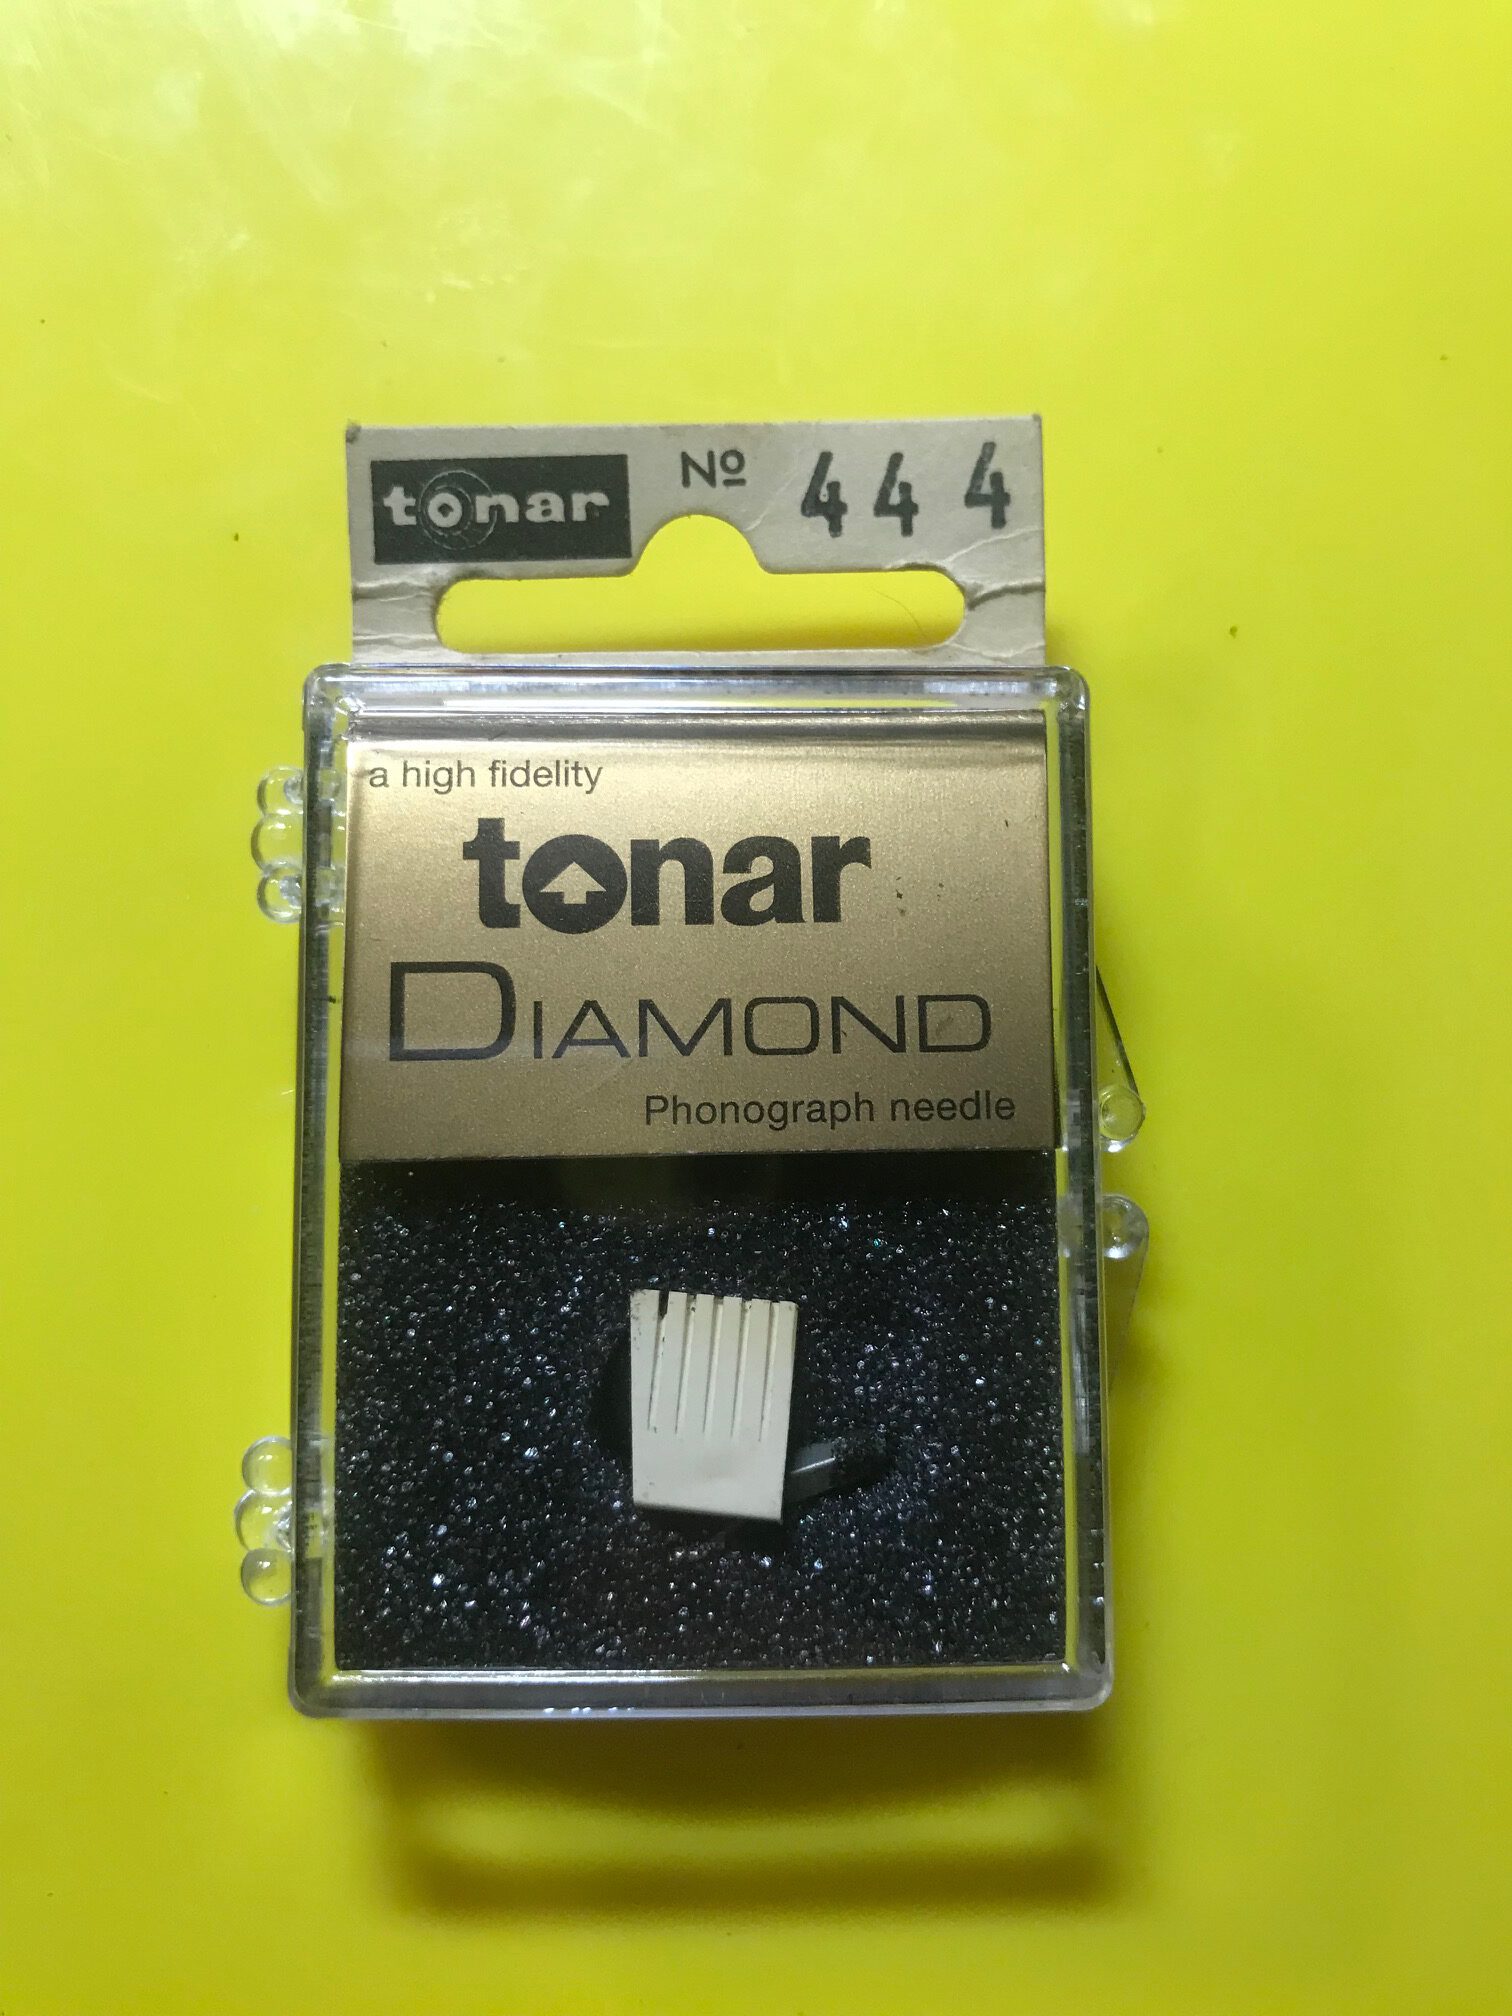 tonar Nº 444
a high fidelity
tonar
DIAMOND
Phonograph needle